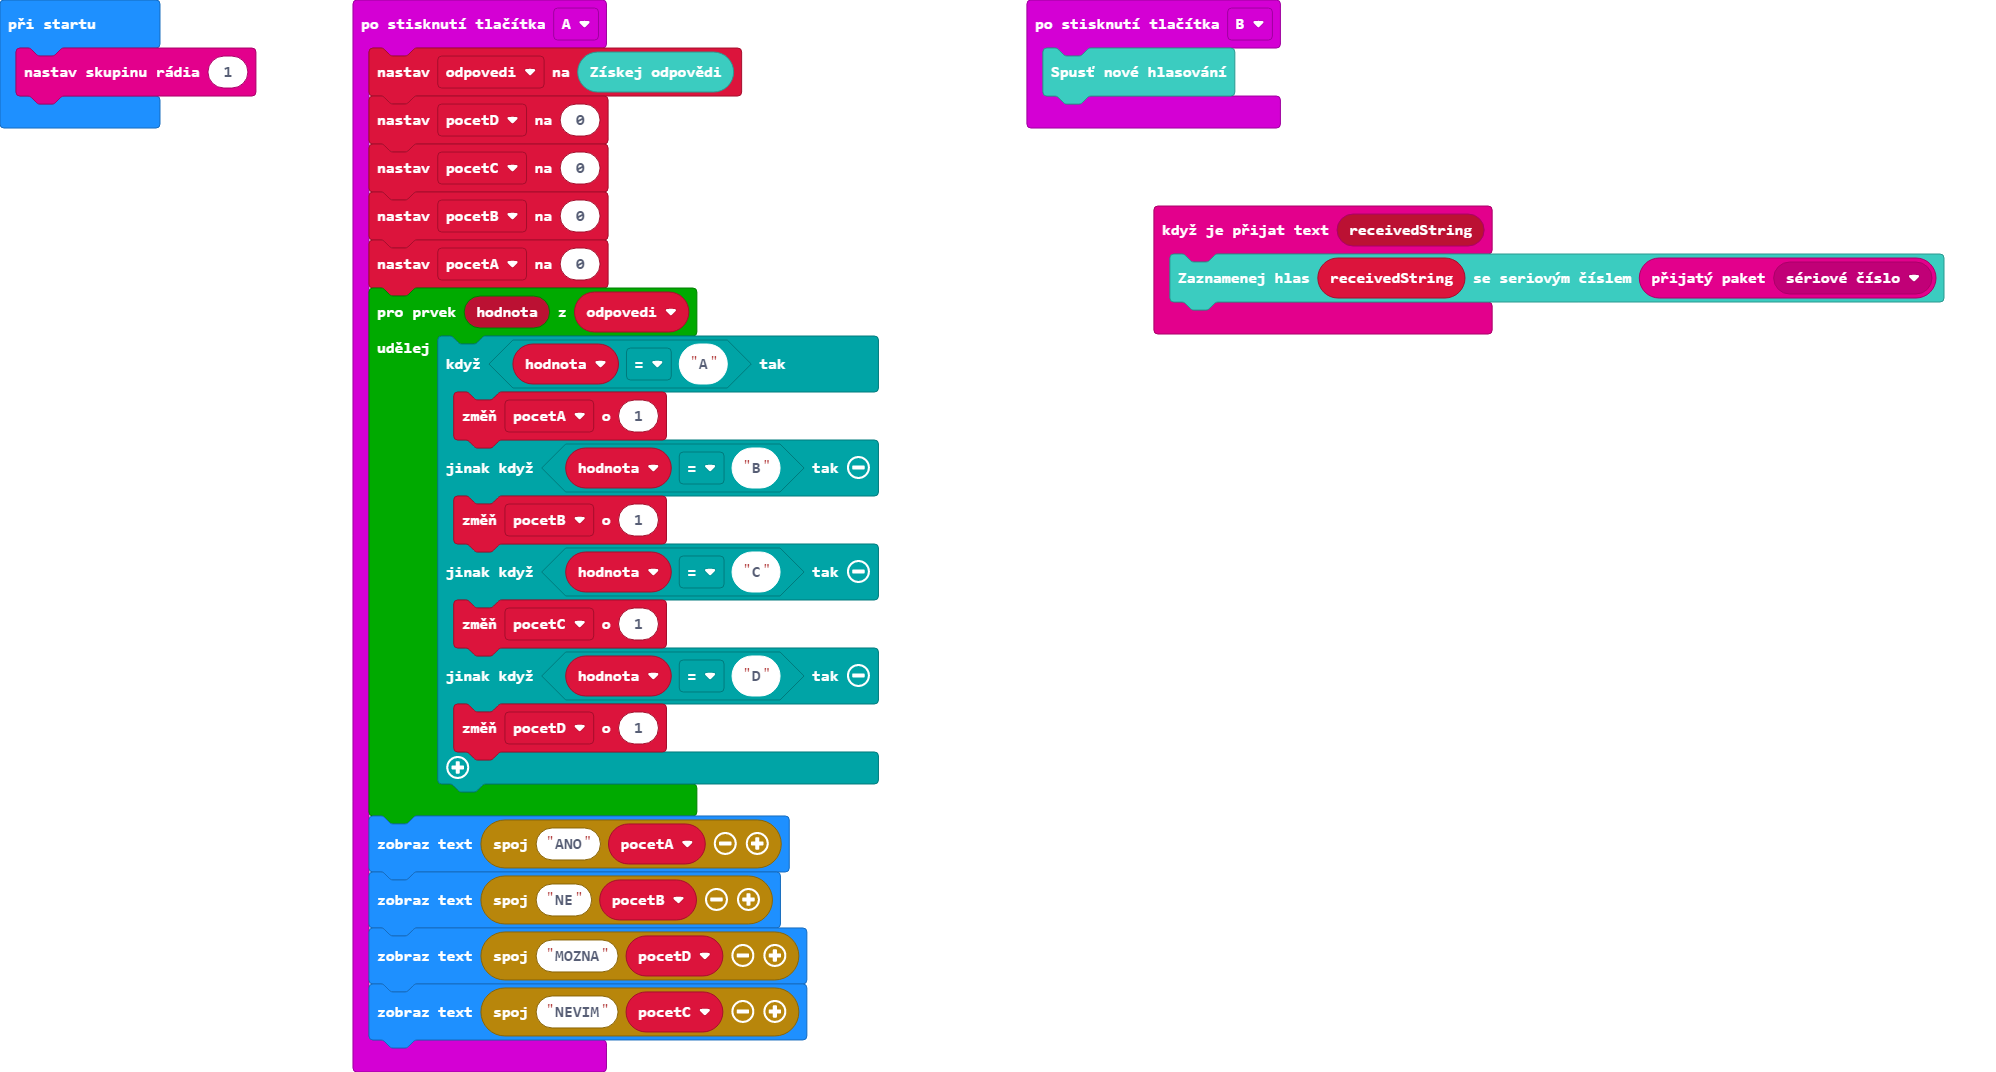 při startu
nastav skupinu rádia 1
po stisknutí tlačítka A
nastav odpovedi na Získej odpovědi
nastav pocetD na 0
nastav pocetC na 0
nastav pocetB na 0
nastav pocetA na 0
pro prvek hodnota z odpovedi
udělej
když hodnota = "A" tak
změň pocetA o 1
jinak když hodnota = "B" tak
změň pocetB o 1
jinak když hodnota = "C" tak
změň pocetC o 1
jinak když hodnota = "D" tak
změň pocetD o 1
zobraz text spoj "ANO" pocetA
zobraz text spoj "NE" pocetB
zobraz text spoj "MOZNA" pocetD
zobraz text spoj "NEVIM" pocetC
po stisknutí tlačítka B
Spusť nové hlasování
když je přijat text receivedString
Zaznamenej hlas receivedString se seriovým číslem přijatý paket sériové číslo